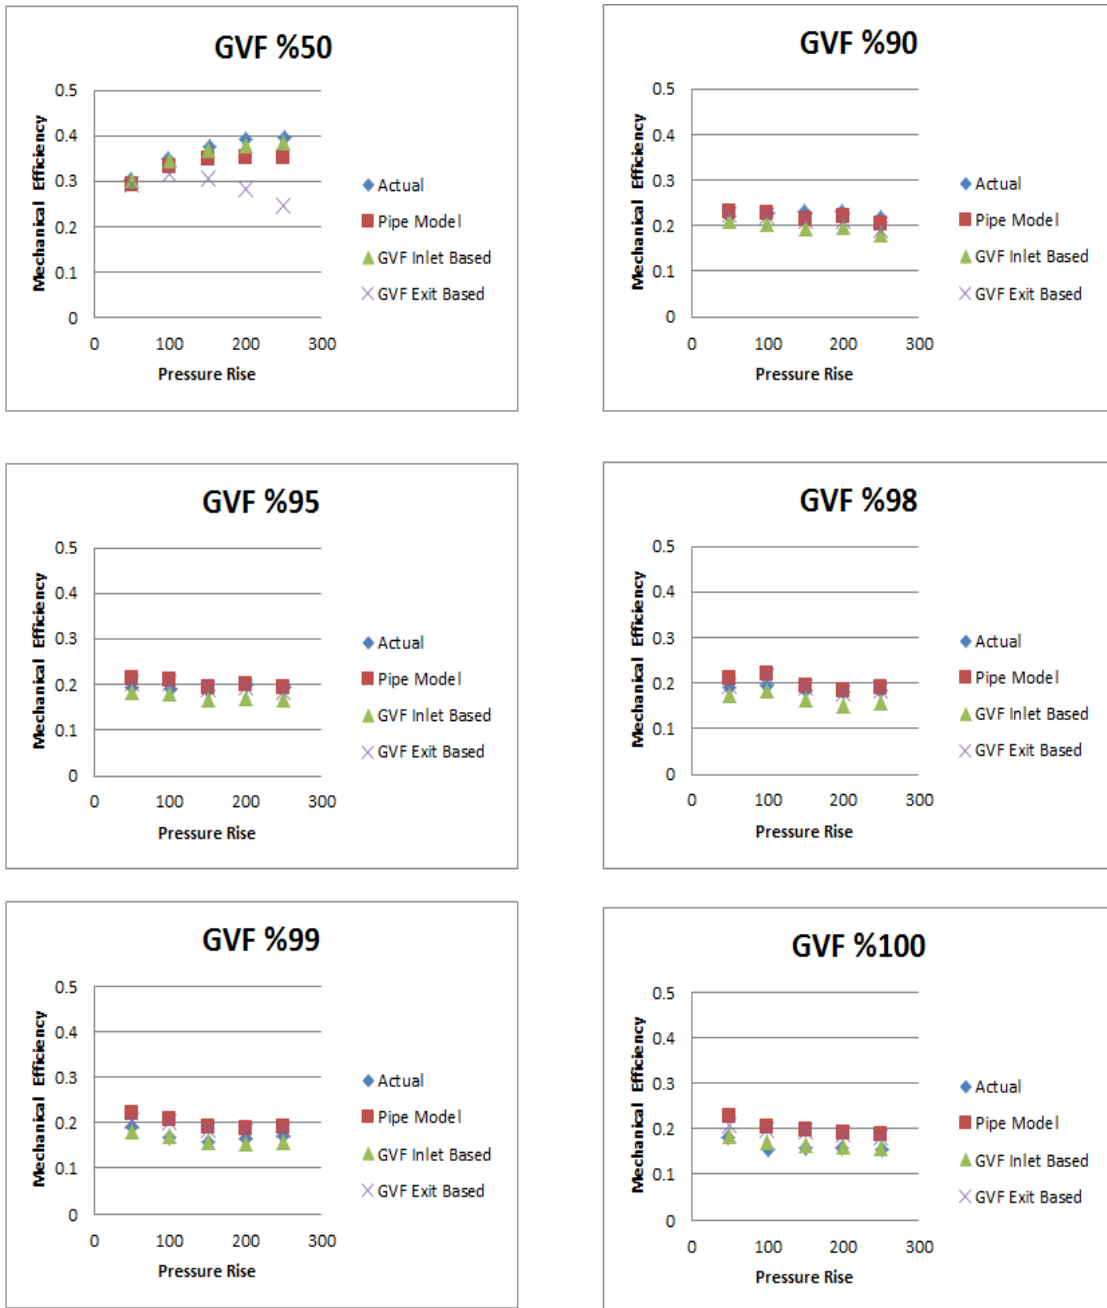 GVF %50
0.5
0.4
0.3
0.2
0.1
0
0 100 200 300
Mechanical Efficiency
Pressure Rise
Actual
Pipe Model
GVF Inlet Based
GVF Exit Based
GVF %90
0.5
0.4
0.3
0.2
0.1
0
0 100 200 300
Mechanical Efficiency
Pressure Rise
Actual
Pipe Model
GVF Inlet Based
GVF Exit Based
GVF %95
0.5
0.4
0.3
0.2
0.1
0
0 100 200 300
Mechanical Efficiency
Pressure Rise
Actual
Pipe Model
GVF Inlet Based
GVF Exit Based
GVF %98
0.5
0.4
0.3
0.2
0.1
0
0 100 200 300
Mechanical Efficiency
Pressure Rise
Actual
Pipe Model
GVF Inlet Based
GVF Exit Based
GVF %99
0.5
0.4
0.3
0.2
0.1
0
0 100 200 300
Mechanical Efficiency
Pressure Rise
Actual
Pipe Model
GVF Inlet Based
GVF Exit Based
GVF %100
0.5
0.4
0.3
0.2
0.1
0
0 100 200 300
Mechanical Efficiency
Pressure Rise
Actual
Pipe Model
GVF Inlet Based
GVF Exit Based